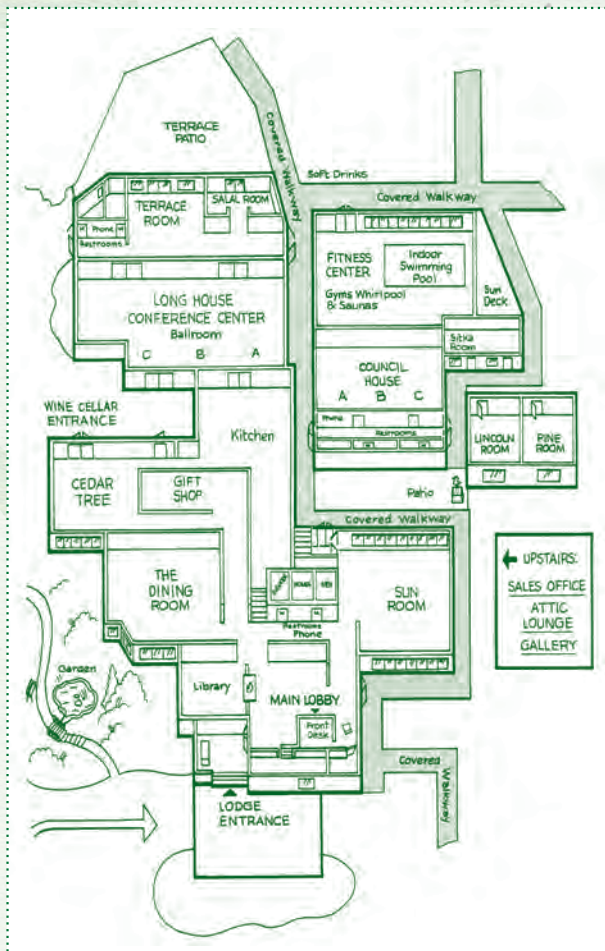 TERRACE
PATIO
Covered Walkway
Soft Drinks
Covered Walkway
TERRACE
ROOM
SALAL ROOM
Phone
Restrooms
FITNESS
CENTER
Gyms Whirlpool
& Saunas
Indoor
Swimming
Pool
Sun
Deck
LONG HOUSE
CONFERENCE CENTER
Ballroom
C B A
Sitka
Room
COUNCIL
HOUSE
A B C
Phone
Restrooms
WINE CELLAR
ENTRANCE
Kitchen
LINCOLN
ROOM
PINE
ROOM
CEDAR
TREE
GIFT
SHOP
Patio
Covered Walkway
THE
DINING
ROOM
WOMEN
MEN
Restrooms
Phone
SUN
ROOM
UPSTAIRS:
SALES OFFICE
ATTIC
LOUNGE
GALLERY
Garden
Library
MAIN LOBBY
Front
Desk
Covered
Walkway
LODGE
ENTRANCE